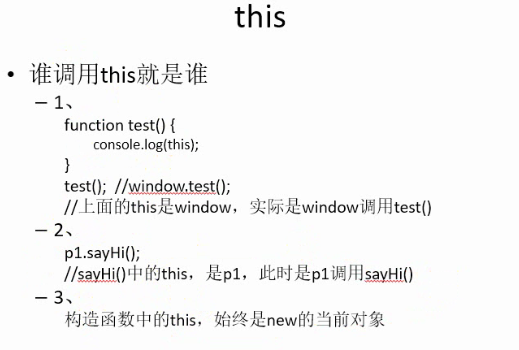 this
• 谁调用this就是谁
– 1、
function test() {
console.log(this);
}
test();  //window.test();
//上面的this是window，实际是window调用test()
– 2、
p1.sayHi();
//sayHi()中的this，是p1，此时是p1调用sayHi()
– 3、
构造函数中的this，始终是new的当前对象